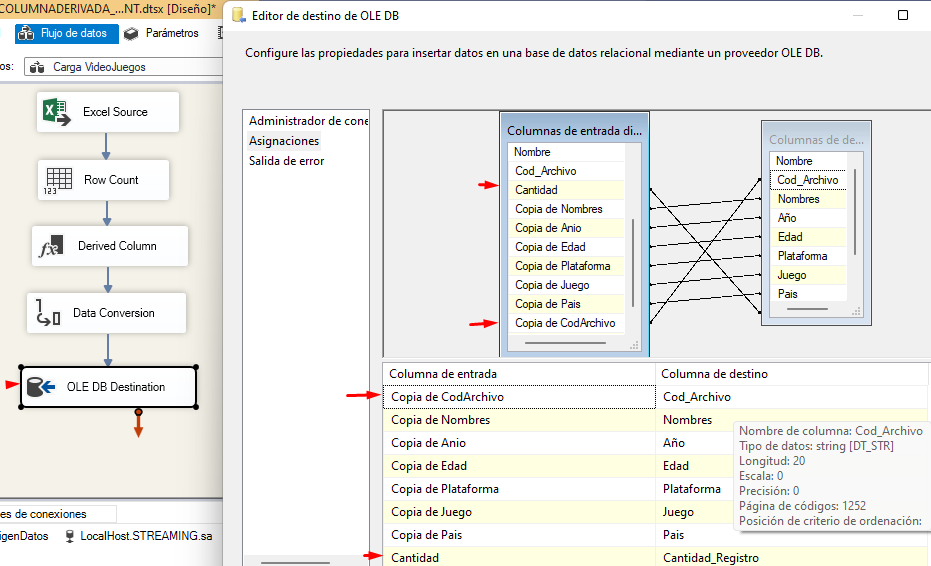 COLUMNADERIVADA_...NT.dtsx [Diseño]*
Flujo de datos
Parámetros
os:
Carga VideoJuegos
Excel Source
123
Row Count
fx
Derived Column
Data Conversion
OLE DB Destination
es de conexiones
igenDatos
LocalHost.STREAMING.sa
Editor de destino de OLE DB
Configure las propiedades para insertar datos en una base de datos relacional mediante un proveedor OLE DB.
Administrador de cone
Asignaciones
Salida de error
Columnas de entrada di...
Nombre
Cod_Archivo
Cantidad
Copia de Nombres
Copia de Anio
Copia de Edad
Copia de Plataforma
Copia de Juego
Copia de Pais
Copia de CodArchivo
Columnas de de...
Nombre
Cod_Archivo
Nombres
Año
Edad
Plataforma
Juego
Pais
Columna de entrada
Columna de destino
Copia de CodArchivo
Cod_Archivo
Copia de Nombres
Nombres
Copia de Anio
Año
Copia de Edad
Edad
Copia de Plataforma
Plataforma
Copia de Juego
Juego
Copia de Pais
Pais
Cantidad
Cantidad_Registro
Nombre de columna: Cod_Archivo
Tipo de datos: string [DT_STR]
Longitud: 20
Escala: 0
Precisión: 0
Página de códigos: 1252
Posición de criterio de ordenación: